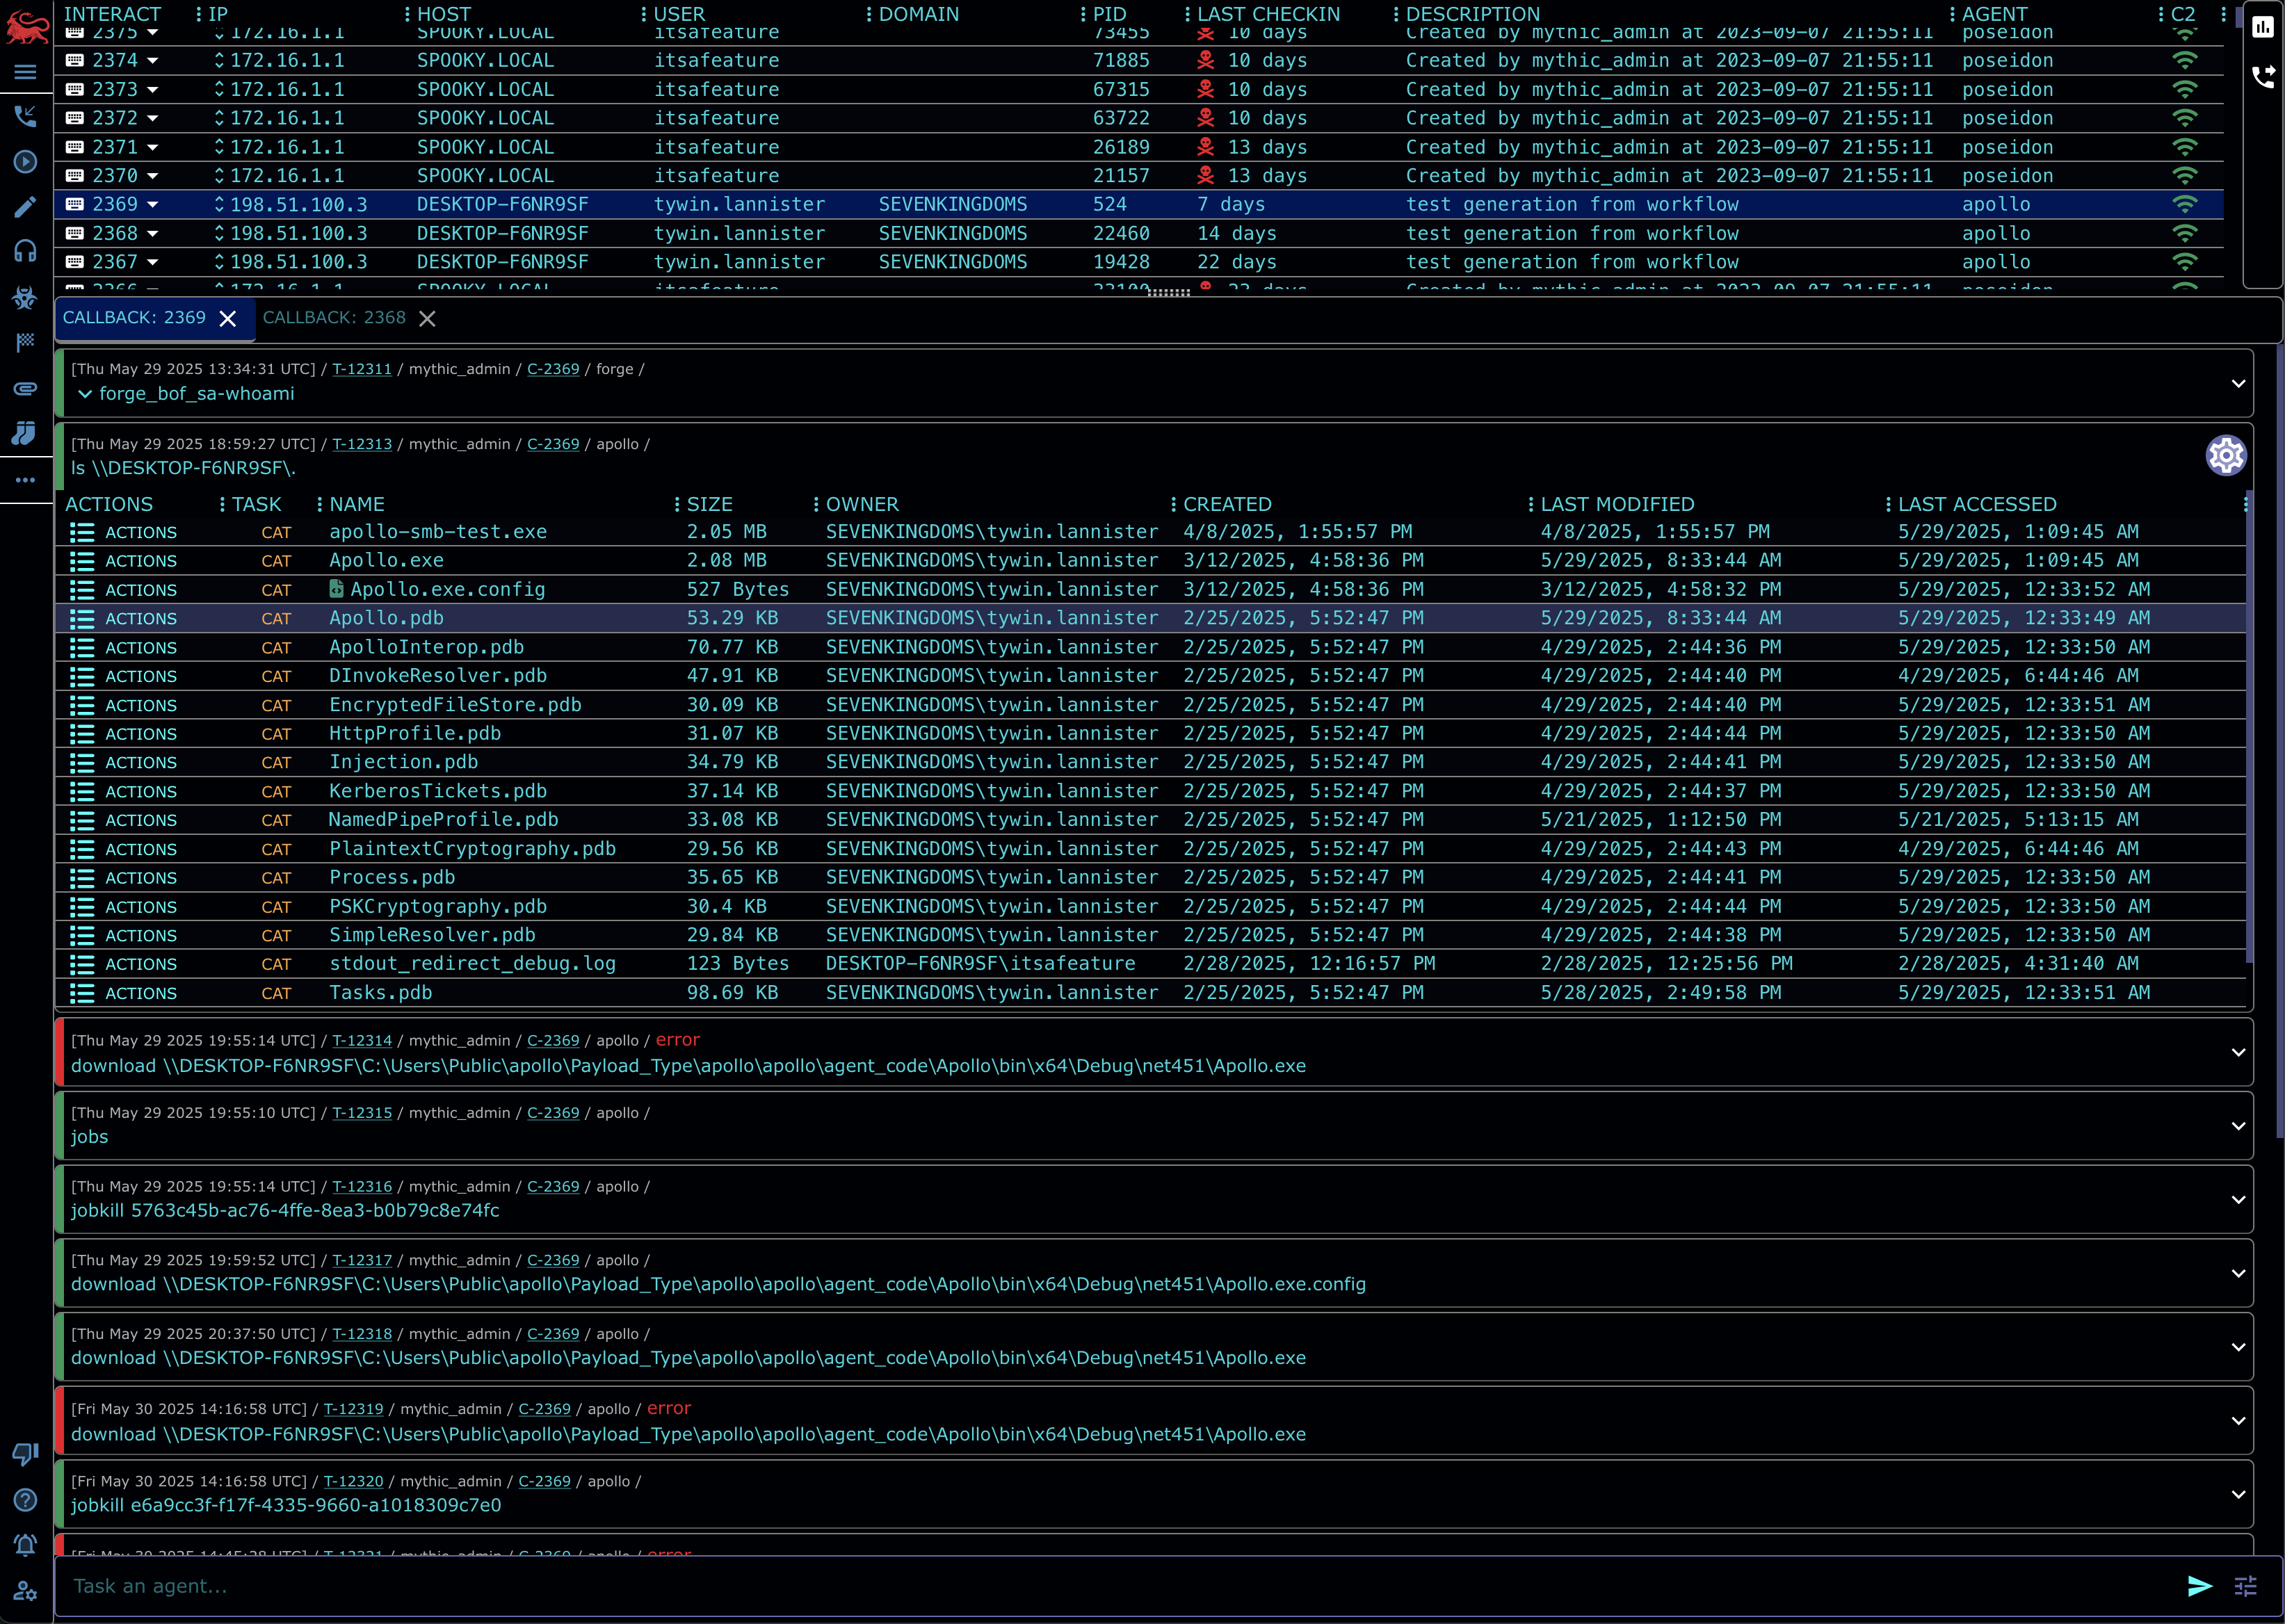 INTERACT IP HOST USER DOMAIN PID LAST CHECKIN DESCRIPTION AGENT C2
2375 172.16.1.1 SPOOKY.LOCAL itsafeature 73455 10 days Created by mythic_admin at 2023-09-07 21:55:11 poseidon
2374 172.16.1.1 SPOOKY.LOCAL itsafeature 71885 10 days Created by mythic_admin at 2023-09-07 21:55:11 poseidon
2373 172.16.1.1 SPOOKY.LOCAL itsafeature 67315 10 days Created by mythic_admin at 2023-09-07 21:55:11 poseidon
2372 172.16.1.1 SPOOKY.LOCAL itsafeature 63722 10 days Created by mythic_admin at 2023-09-07 21:55:11 poseidon
2371 172.16.1.1 SPOOKY.LOCAL itsafeature 26189 13 days Created by mythic_admin at 2023-09-07 21:55:11 poseidon
2370 172.16.1.1 SPOOKY.LOCAL itsafeature 21157 13 days Created by mythic_admin at 2023-09-07 21:55:11 poseidon
2369 198.51.100.3 DESKTOP-F6NR9SF tywin.lannister SEVENKINGDOMS 524 7 days test generation from workflow apollo
2368 198.51.100.3 DESKTOP-F6NR9SF tywin.lannister SEVENKINGDOMS 22460 14 days test generation from workflow apollo
2367 198.51.100.3 DESKTOP-F6NR9SF tywin.lannister SEVENKINGDOMS 19428 22 days test generation from workflow apollo
2366 172.16.1.1 SPOOKY.LOCAL itsafeature 23 days Created by mythic_admin at 2023-09-07 21:55:11 poseidon
CALLBACK: 2369 CALLBACK: 2368
[Thu May 29 2025 13:34:31 UTC] / T-12311 / mythic_admin / C-2369 / forge /
forge_bof_sa-whoami
[Thu May 29 2025 18:59:27 UTC] / T-12313 / mythic_admin / C-2369 / apollo /
ls \\DESKTOP-F6NR9SF\.
ACTIONS TASK NAME SIZE OWNER CREATED LAST MODIFIED LAST ACCESSED
ACTIONS CAT apollo-smb-test.exe 2.05 MB SEVENKINGDOMS\tywin.lannister 4/8/2025, 1:55:57 PM 4/8/2025, 1:55:57 PM 5/29/2025, 1:09:45 AM
ACTIONS CAT Apollo.exe 2.08 MB SEVENKINGDOMS\tywin.lannister 3/12/2025, 4:58:36 PM 5/29/2025, 8:33:44 AM 5/29/2025, 1:09:45 AM
ACTIONS CAT Apollo.exe.config 527 Bytes SEVENKINGDOMS\tywin.lannister 3/12/2025, 4:58:36 PM 3/12/2025, 4:58:32 PM 5/29/2025, 12:33:52 AM
ACTIONS CAT Apollo.pdb 53.29 KB SEVENKINGDOMS\tywin.lannister 2/25/2025, 5:52:47 PM 5/29/2025, 8:33:44 AM 5/29/2025, 12:33:49 AM
ACTIONS CAT ApolloInterop.pdb 70.77 KB SEVENKINGDOMS\tywin.lannister 2/25/2025, 5:52:47 PM 4/29/2025, 2:44:36 PM 5/29/2025, 12:33:50 AM
ACTIONS CAT DInvokeResolver.pdb 47.91 KB SEVENKINGDOMS\tywin.lannister 2/25/2025, 5:52:47 PM 4/29/2025, 2:44:40 PM 4/29/2025, 6:44:46 AM
ACTIONS CAT EncryptedFileStore.pdb 30.09 KB SEVENKINGDOMS\tywin.lannister 2/25/2025, 5:52:47 PM 4/29/2025, 2:44:40 PM 5/29/2025, 12:33:51 AM
ACTIONS CAT HttpProfile.pdb 31.07 KB SEVENKINGDOMS\tywin.lannister 2/25/2025, 5:52:47 PM 4/29/2025, 2:44:44 PM 5/29/2025, 12:33:50 AM
ACTIONS CAT Injection.pdb 34.79 KB SEVENKINGDOMS\tywin.lannister 2/25/2025, 5:52:47 PM 4/29/2025, 2:44:41 PM 5/29/2025, 12:33:50 AM
ACTIONS CAT KerberosTickets.pdb 37.14 KB SEVENKINGDOMS\tywin.lannister 2/25/2025, 5:52:47 PM 4/29/2025, 2:44:37 PM 5/29/2025, 12:33:50 AM
ACTIONS CAT NamedPipeProfile.pdb 33.08 KB SEVENKINGDOMS\tywin.lannister 2/25/2025, 5:52:47 PM 5/21/2025, 1:12:50 PM 5/21/2025, 5:13:15 AM
ACTIONS CAT PlaintextCryptography.pdb 29.56 KB SEVENKINGDOMS\tywin.lannister 2/25/2025, 5:52:47 PM 4/29/2025, 2:44:43 PM 4/29/2025, 6:44:46 AM
ACTIONS CAT Process.pdb 35.65 KB SEVENKINGDOMS\tywin.lannister 2/25/2025, 5:52:47 PM 4/29/2025, 2:44:41 PM 5/29/2025, 12:33:50 AM
ACTIONS CAT PSKCryptography.pdb 30.4 KB SEVENKINGDOMS\tywin.lannister 2/25/2025, 5:52:47 PM 4/29/2025, 2:44:44 PM 5/29/2025, 12:33:50 AM
ACTIONS CAT SimpleResolver.pdb 29.84 KB SEVENKINGDOMS\tywin.lannister 2/25/2025, 5:52:47 PM 4/29/2025, 2:44:38 PM 5/29/2025, 12:33:50 AM
ACTIONS CAT stdout_redirect_debug.log 123 Bytes DESKTOP-F6NR9SF\itsafeature 2/28/2025, 12:16:57 PM 2/28/2025, 12:25:56 PM 2/28/2025, 4:31:40 AM
ACTIONS CAT Tasks.pdb 98.69 KB SEVENKINGDOMS\tywin.lannister 2/25/2025, 5:52:47 PM 5/28/2025, 2:49:58 PM 5/29/2025, 12:33:51 AM
[Thu May 29 2025 19:55:14 UTC] / T-12314 / mythic_admin / C-2369 / apollo / error
download \\DESKTOP-F6NR9SF\C:\Users\Public\apollo\Payload_Type\apollo\apollo\agent_code\Apollo\bin\x64\Debug\net451\Apollo.exe
[Thu May 29 2025 19:55:10 UTC] / T-12315 / mythic_admin / C-2369 / apollo /
jobs
[Thu May 29 2025 19:55:14 UTC] / T-12316 / mythic_admin / C-2369 / apollo /
jobkill 5763c45b-ac76-4ffe-8ea3-b0b79c8e74fc
[Thu May 29 2025 19:59:52 UTC] / T-12317 / mythic_admin / C-2369 / apollo /
download \\DESKTOP-F6NR9SF\C:\Users\Public\apollo\Payload_Type\apollo\apollo\agent_code\Apollo\bin\x64\Debug\net451\Apollo.exe.config
[Thu May 29 2025 20:37:50 UTC] / T-12318 / mythic_admin / C-2369 / apollo /
download \\DESKTOP-F6NR9SF\C:\Users\Public\apollo\Payload_Type\apollo\apollo\agent_code\Apollo\bin\x64\Debug\net451\Apollo.exe
[Fri May 30 2025 14:16:58 UTC] / T-12319 / mythic_admin / C-2369 / apollo / error
download \\DESKTOP-F6NR9SF\C:\Users\Public\apollo\Payload_Type\apollo\apollo\agent_code\Apollo\bin\x64\Debug\net451\Apollo.exe
[Fri May 30 2025 14:16:58 UTC] / T-12320 / mythic_admin / C-2369 / apollo /
jobkill e6a9cc3f-f17f-4335-9660-a1018309c7e0
[Fri May 30 2025 14:45:28 UTC] / T-12321 / mythic_admin / C-2369 / apollo / error
Task an agent...